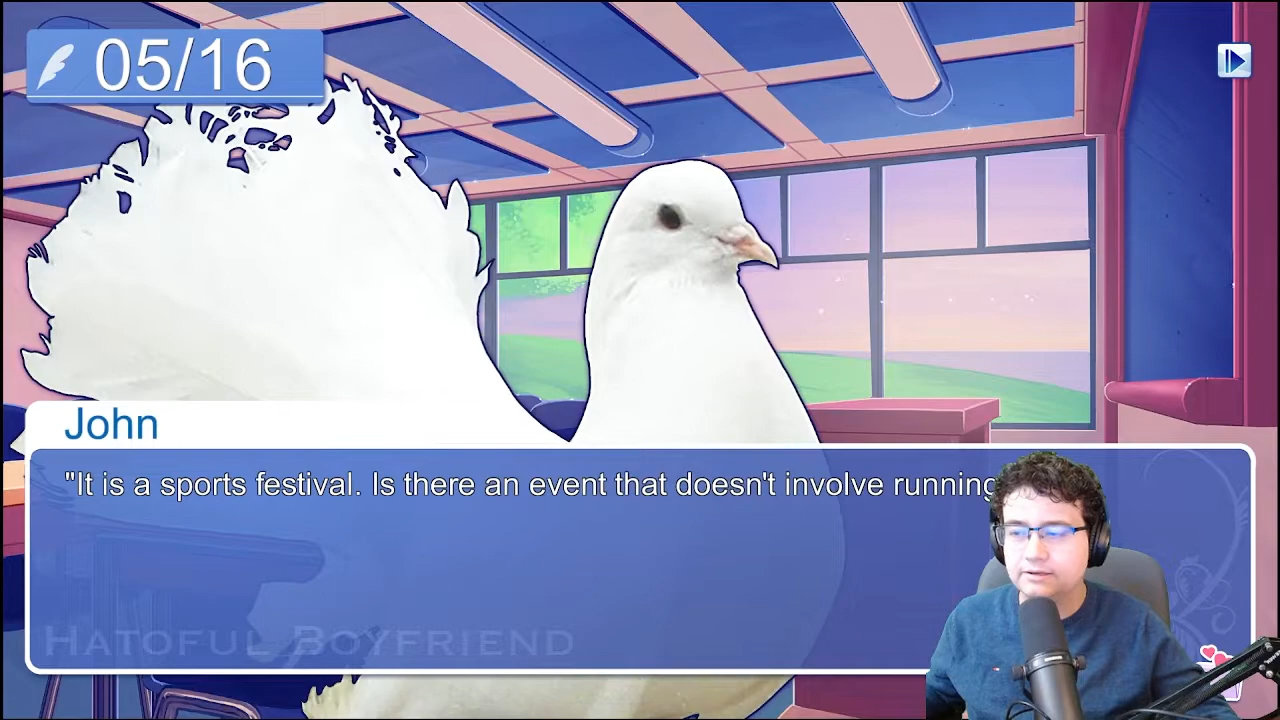 05/16
John
"It is a sports festival. Is there an event that doesn't involve running
HATOFUL BOYFRIEND